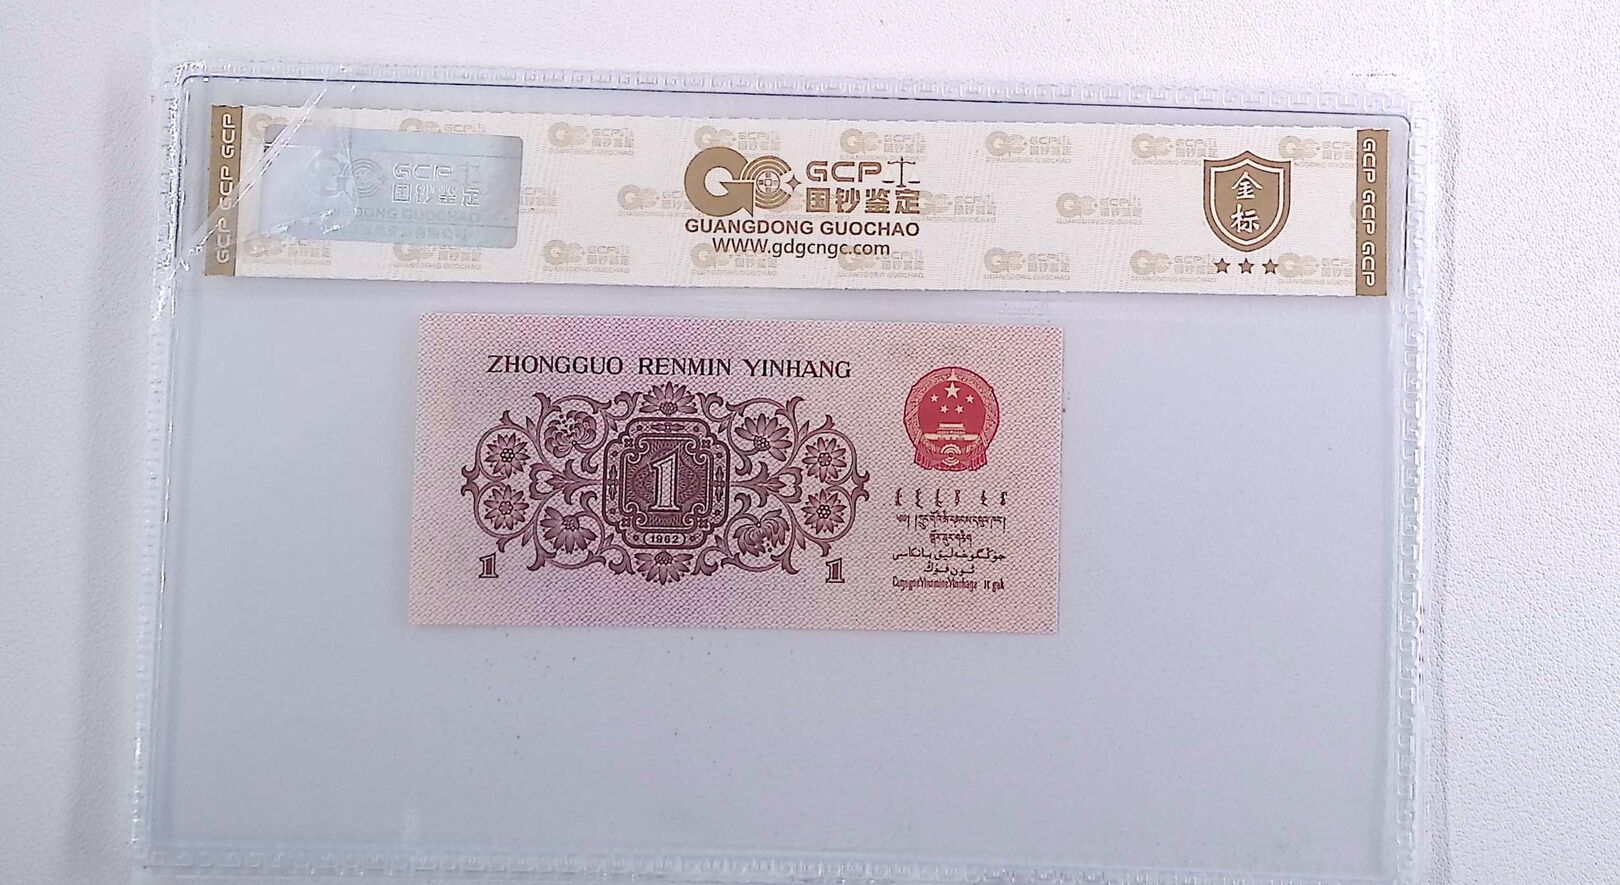 GCP GCP GCP
GCP
国钞鉴定
GUANGDONG GUOCHAO
GCP
国钞鉴定
GUANGDONG GUOCHAO
www.gdgcngc.com
金标
GCP GCP GCP
ZHONGGUO RENMIN YINHANG
1
1962
1
1